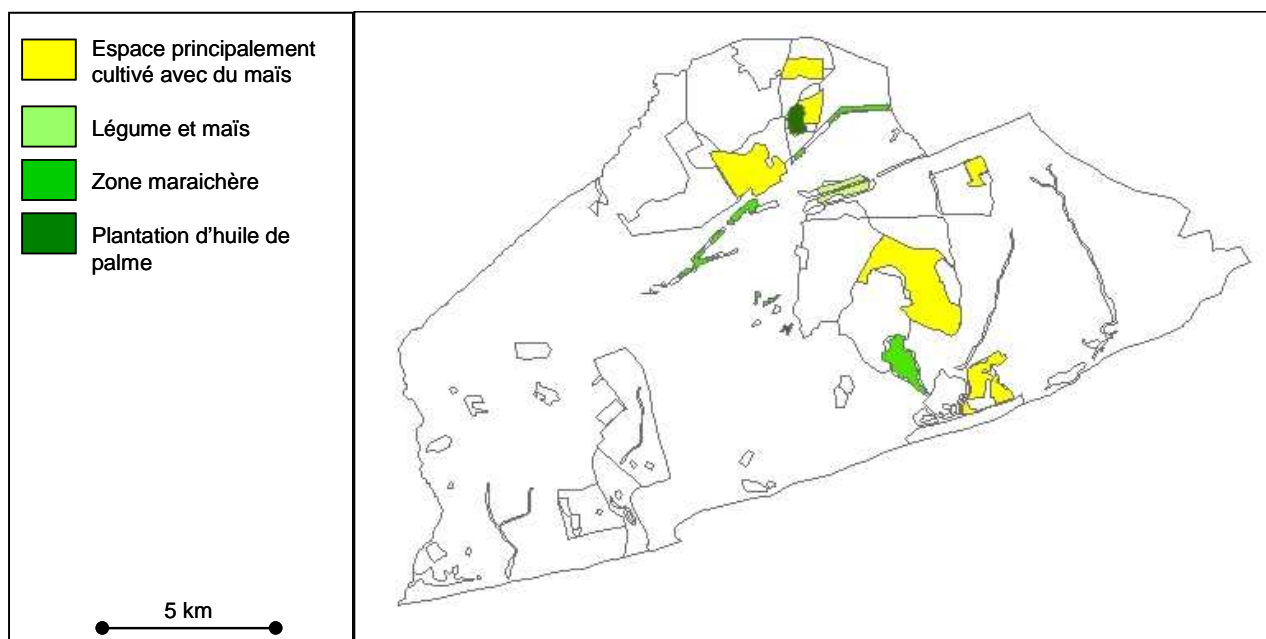 Espace principalement
cultivé avec du maïs
Légume et maïs
Zone maraichère
Plantation d’huile de
palme
5 km